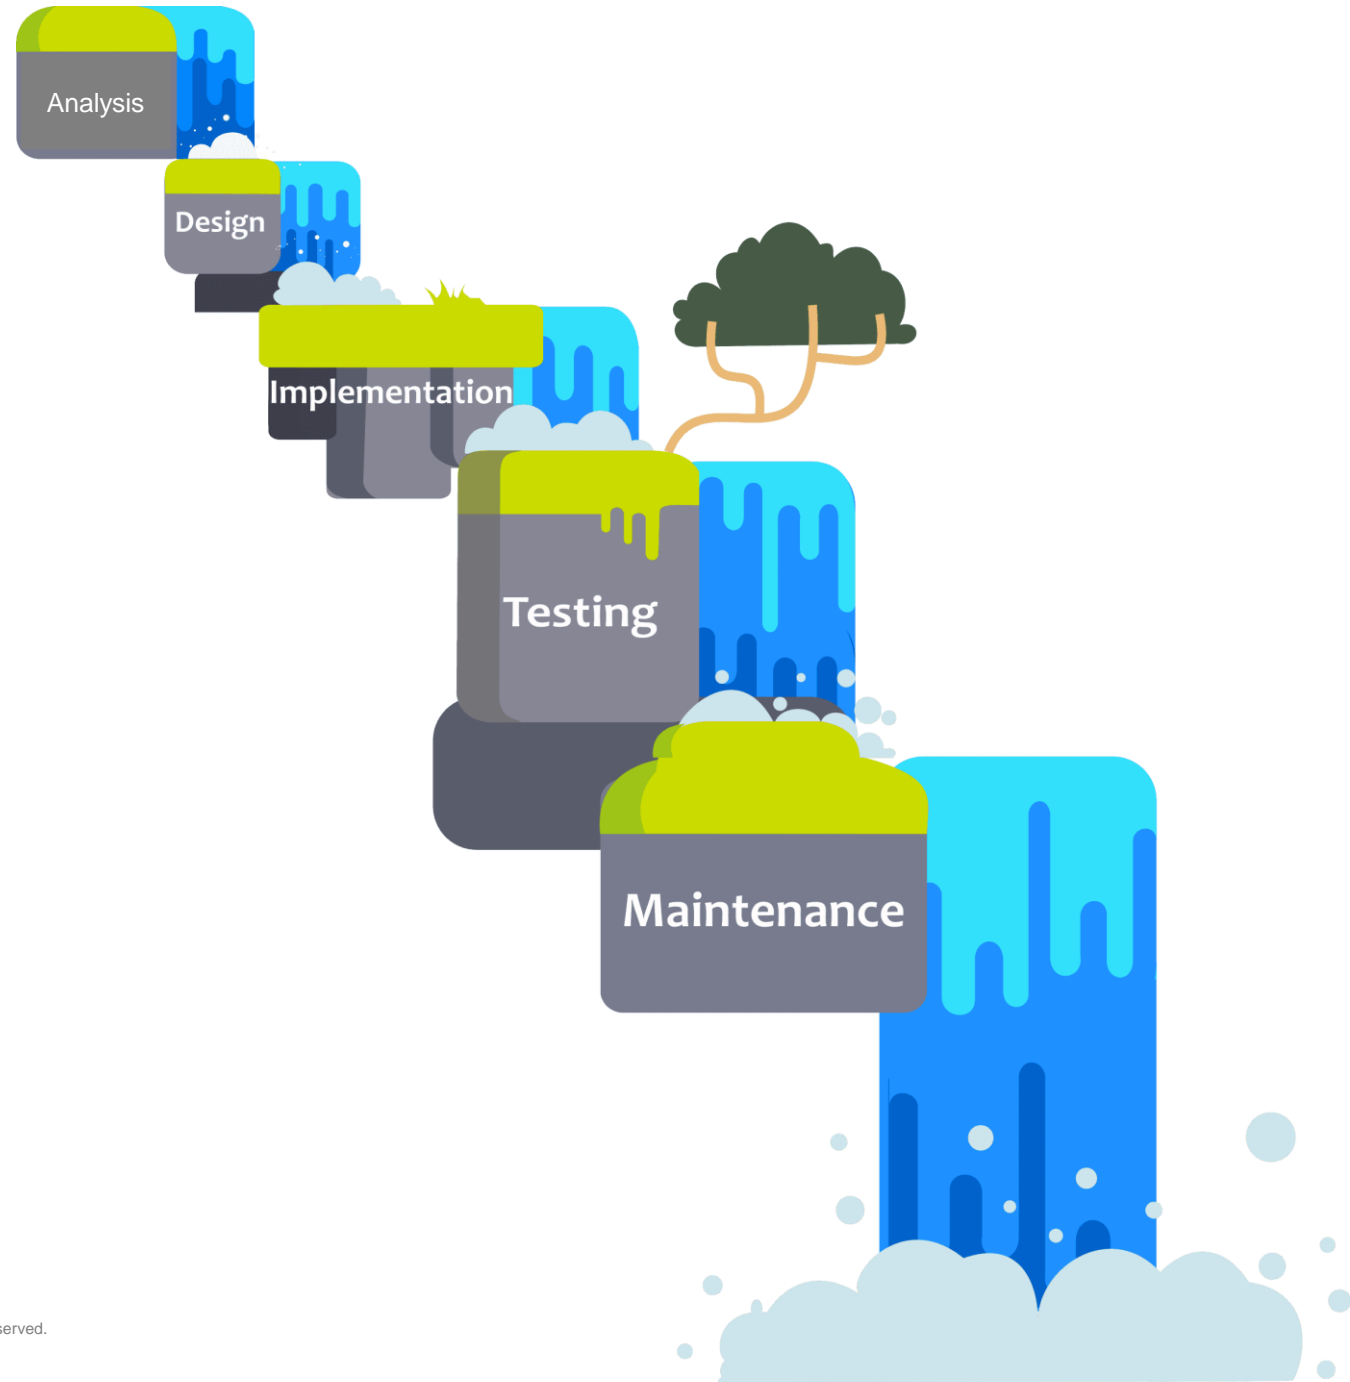 Analysis
Design
Implementation
Testing
Maintenance
served.